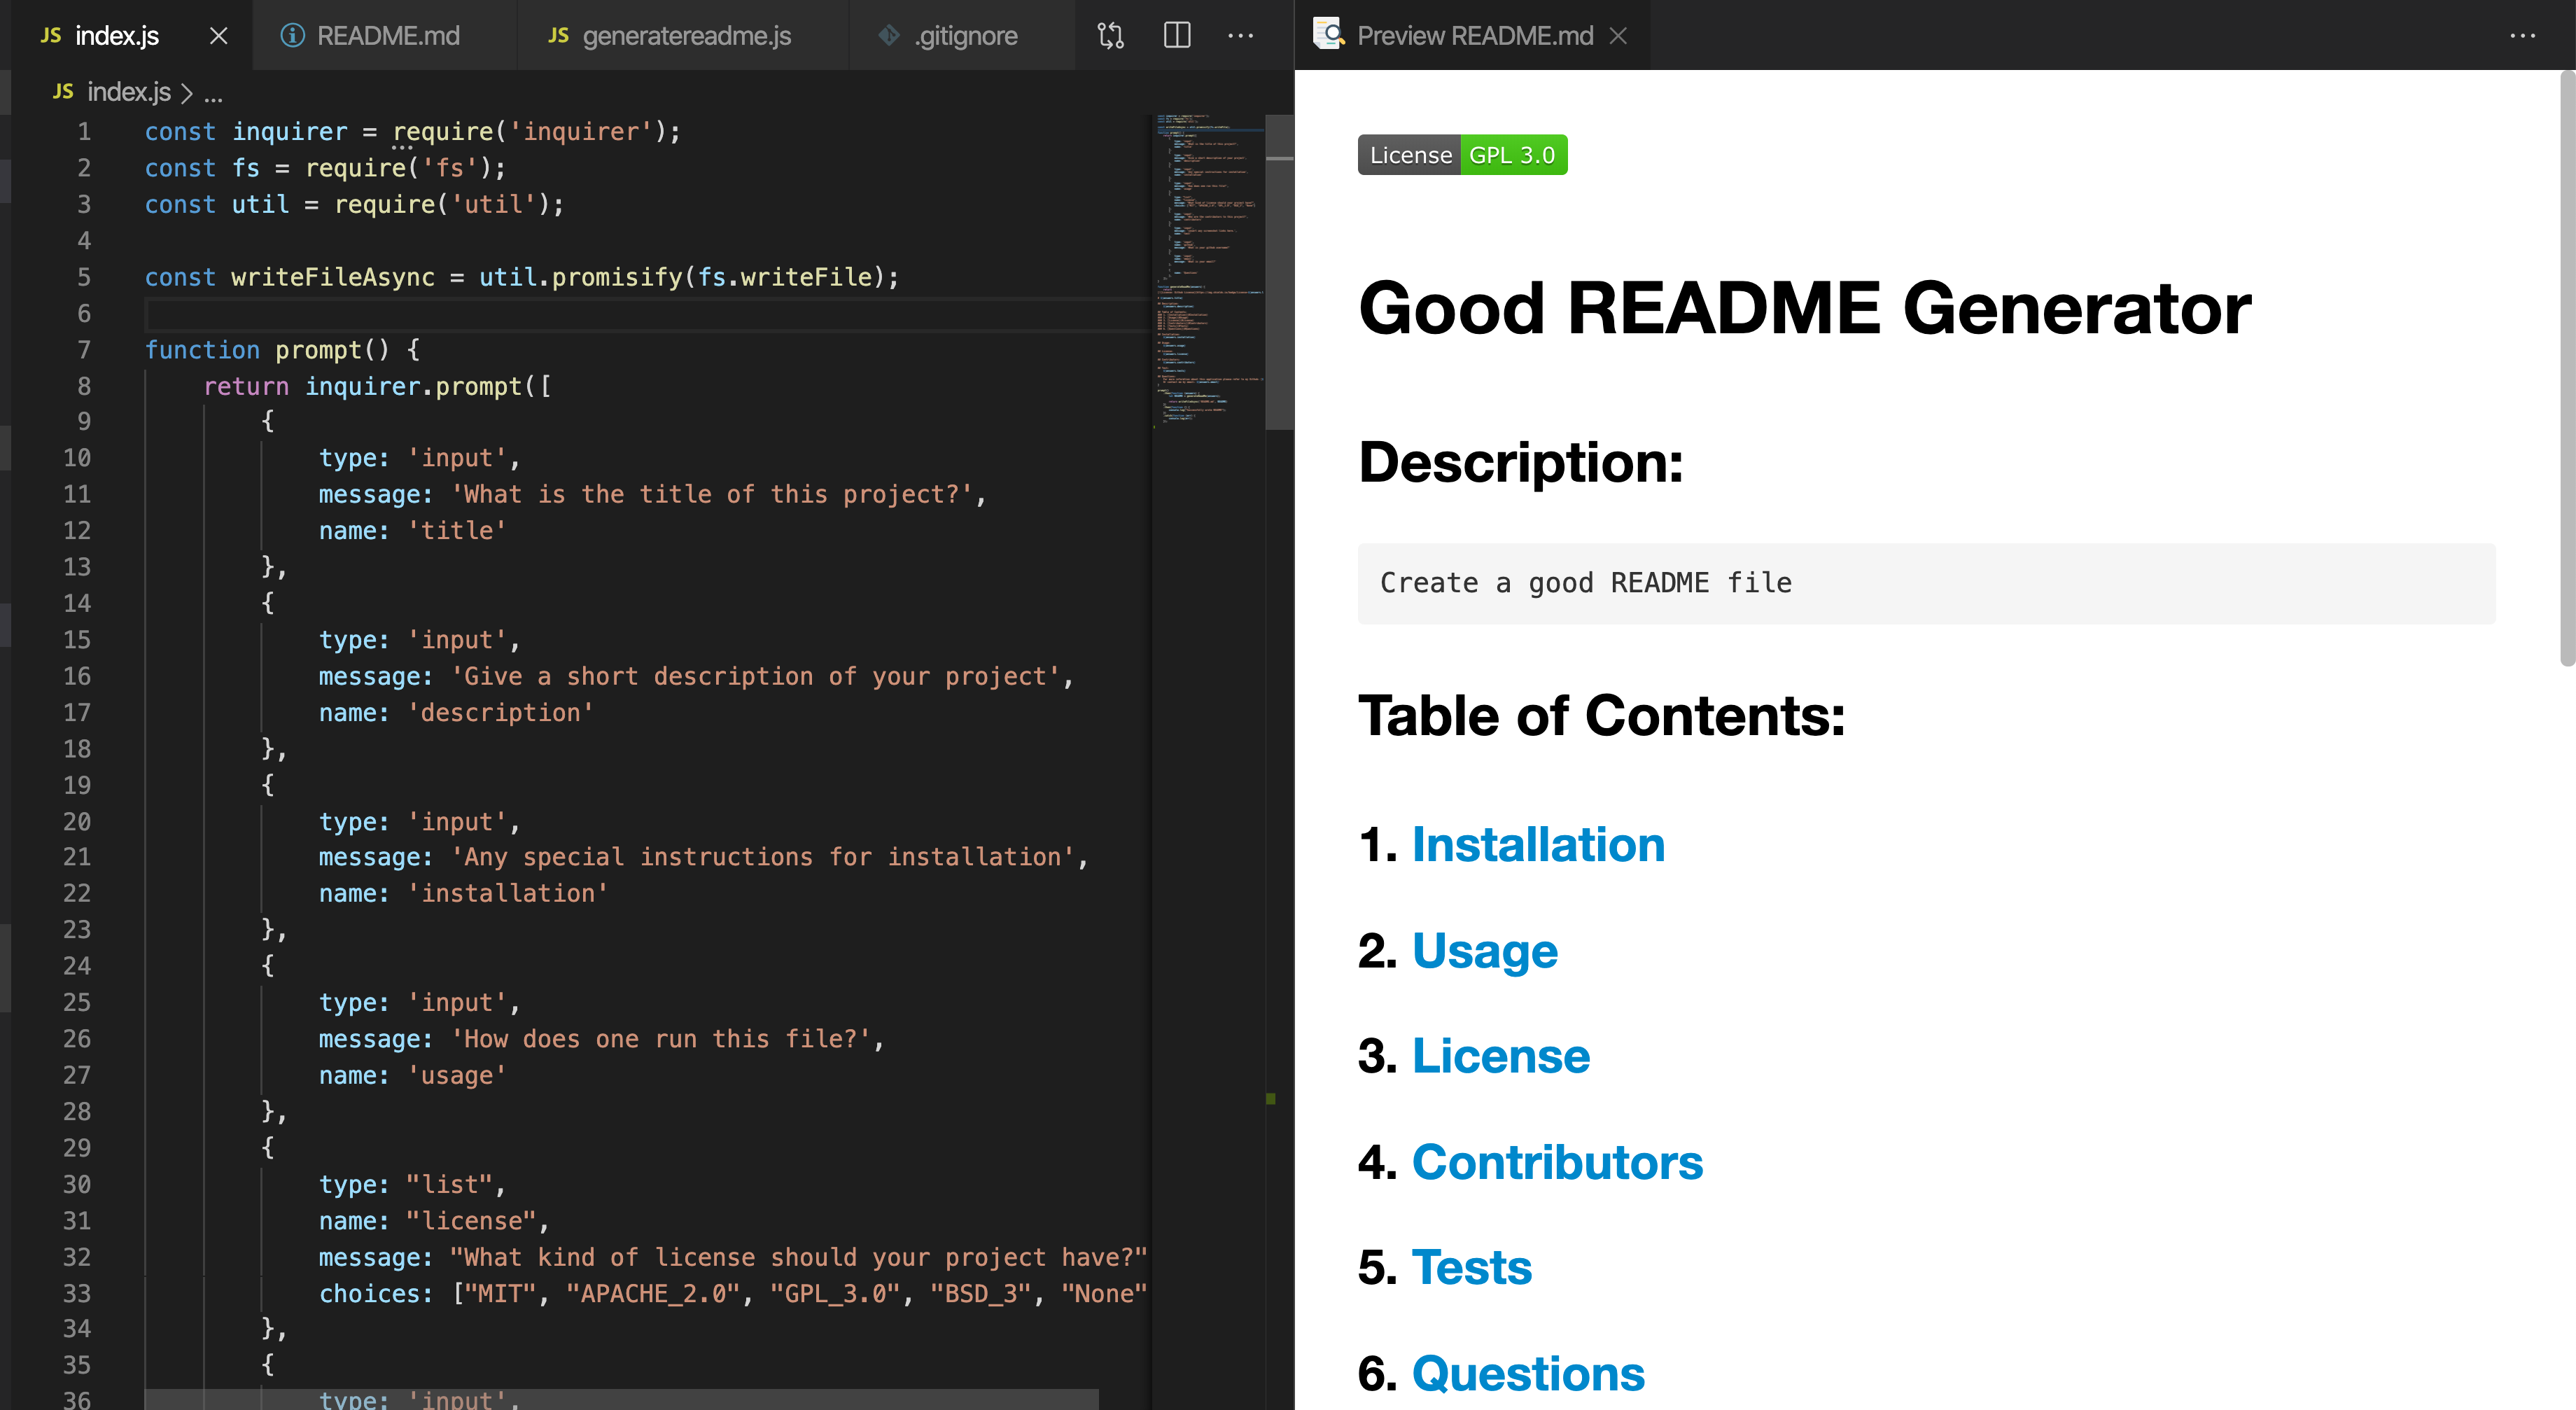 JS index.js
README.md
JS generatereadme.js
.gitignore
Preview README.md
JS index.js > ...
1 const inquirer = require('inquirer');
2 const fs = require('fs');
3 const util = require('util');
4
5 const writeFileAsync = util.promisify(fs.writeFile);
6
7 function prompt() {
8 return inquirer.prompt([
9 {
10 type: 'input',
11 message: 'What is the title of this project?',
12 name: 'title'
13 },
14 {
15 type: 'input',
16 message: 'Give a short description of your project',
17 name: 'description'
18 },
19 {
20 type: 'input',
21 message: 'Any special instructions for installation',
22 name: 'installation'
23 },
24 {
25 type: 'input',
26 message: 'How does one run this file?',
27 name: 'usage'
28 },
29 {
30 type: "list",
31 name: "license",
32 message: "What kind of license should your project have?"
33 choices: ["MIT", "APACHE_2.0", "GPL_3.0", "BSD_3", "None"
34 },
35 {
36 type: 'input',
License GPL 3.0
Good README Generator
Description:
Create a good README file
Table of Contents:
1. Installation
2. Usage
3. License
4. Contributors
5. Tests
6. Questions